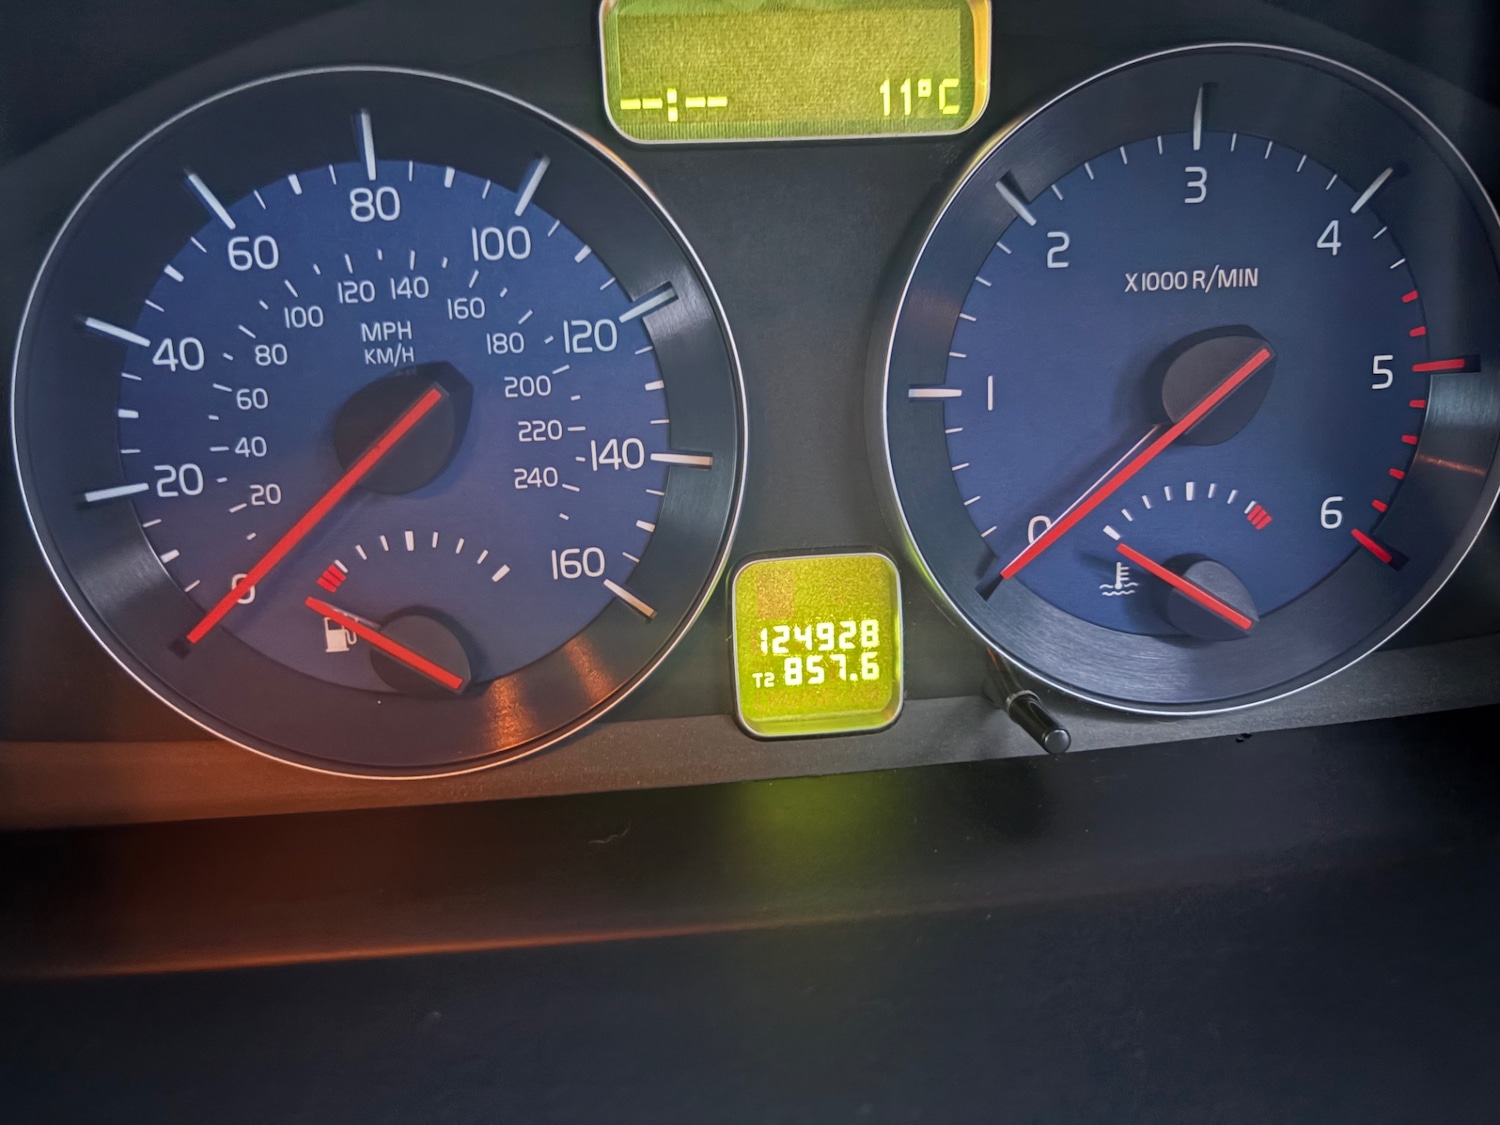 --:-- 11°C
0 20 40 60 80 100 120 140 160
20 40 60 80 100 120 140 160 180 200 220 240
MPH
KM/H
124928
T2 857.6
0 1 2 3 4 5 6
X1000 R/MIN